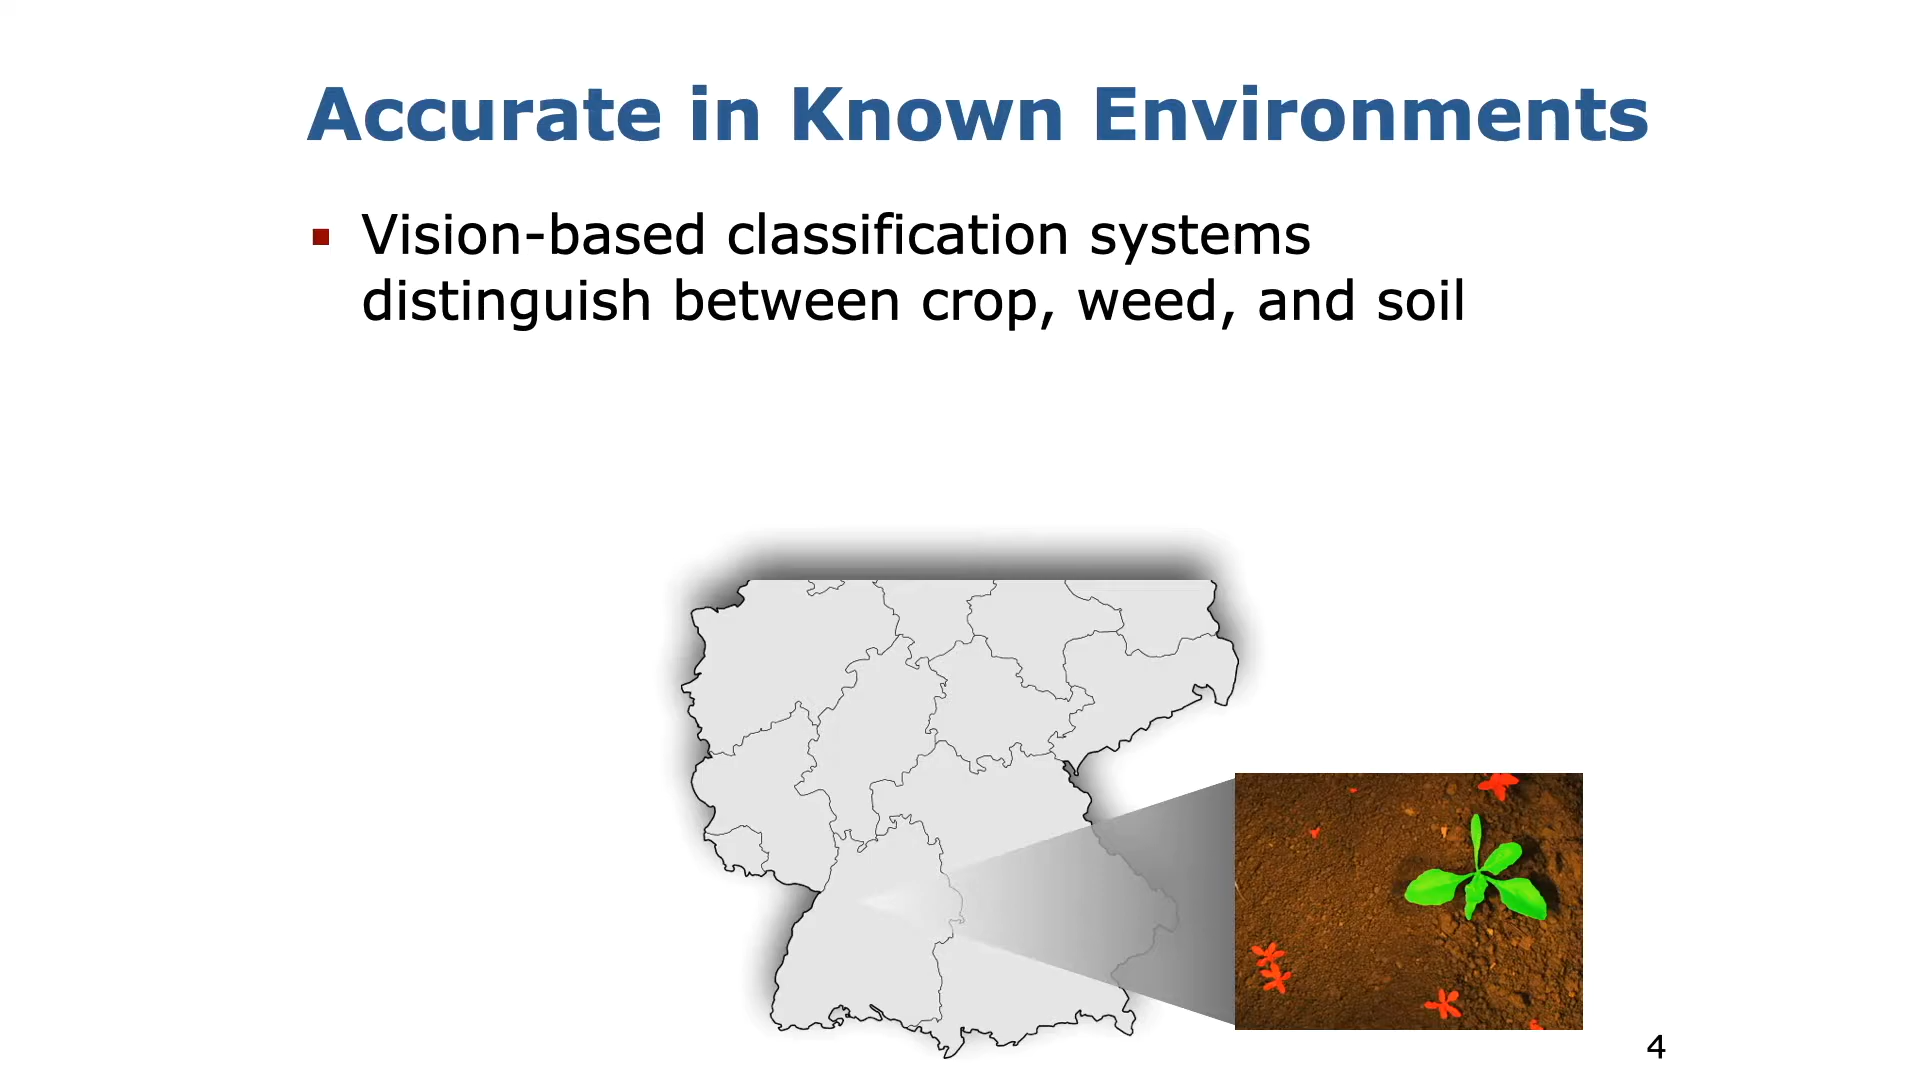 Accurate in Known Environments
Vision-based classification systems
distinguish between crop, weed, and soil
4